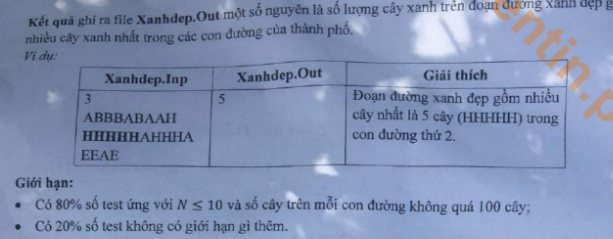 Kết quả ghi ra file Xanhdep.Out một số nguyên là số lượng cây xanh trên đoạn đường xanh đẹp g
nhiều cây xanh nhất trong các con đường của thành phố.
Ví dụ:
Xanhdep.Inp Xanhdep.Out Giải thích
3 5 Đoạn đường xanh đẹp gồm nhiều
ABBBABAAH cây nhất là 5 cây (HHHHH) trong
HHHHHAHHHA con đường thứ 2.
EEAE
Giới hạn:
• Có 80% số test ứng với N ≤ 10 và số cây trên mỗi con đường không quá 100 cây;
• Có 20% số test không có giới hạn gì thêm.
entin.p